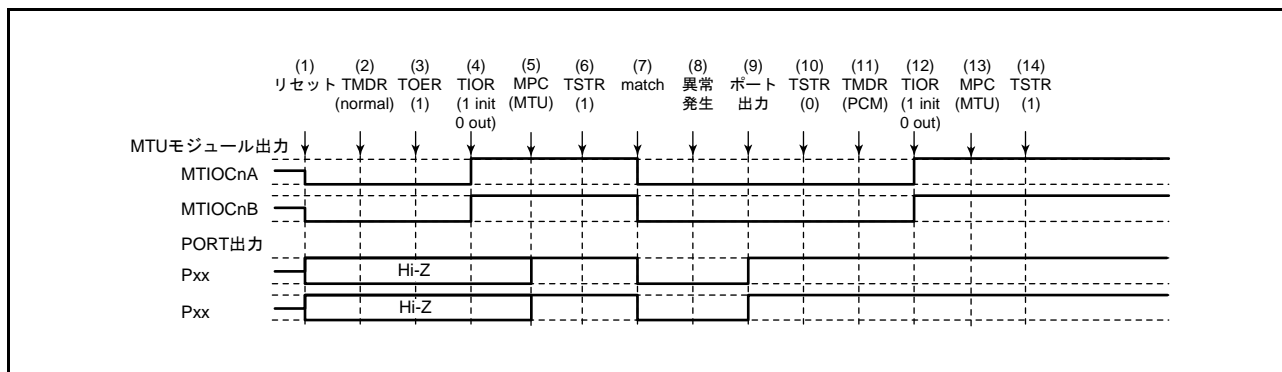 (1) (2) (3) (4) (5) (6) (7) (8) (9) (10) (11) (12) (13) (14)
リセット TMDR TOER TIOR MPC TSTR match 異常 ポート TSTR TMDR TIOR MPC TSTR
(normal) (1) (1 init (MTU) (1) 発生 出力 (0) (PCM) (1 init (MTU) (1)
0 out) 0 out)
MTUモジュール出力
MTIOCnA
MTIOCnB
PORT出力
Pxx Hi-Z
Pxx Hi-Z